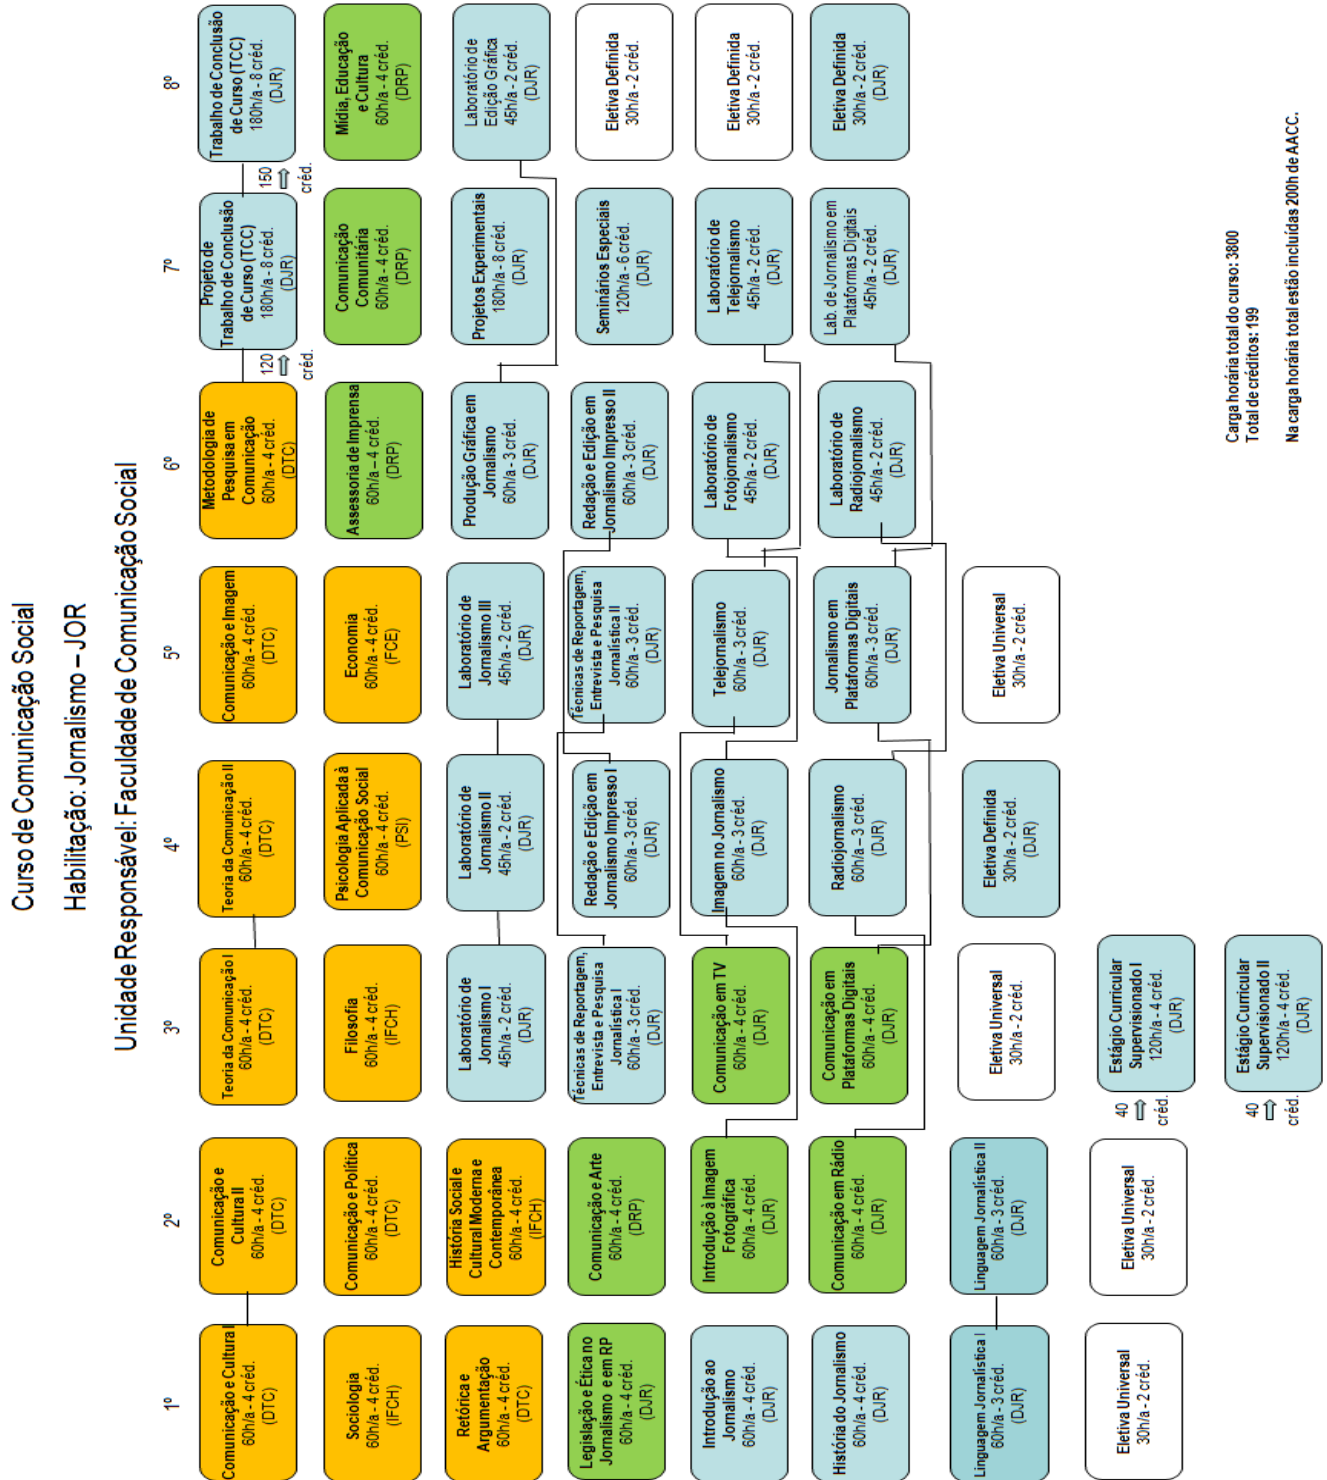 Curso de Comunicação Social
Habilitação: Jornalismo – JOR
Unidade Responsável: Faculdade de Comunicação Social
1º
2º
3º
4º
5º
6º
7º
8º
Comunicação e Cultura I
60h/a - 4 créd.
(DTC)
Comunicação e
Cultura II
60h/a - 4 créd.
(DTC)
Teoria da Comunicação I
60h/a - 4 créd.
(DTC)
Teoria da Comunicação II
60h/a - 4 créd.
(DTC)
Comunicação e Imagem
60h/a - 4 créd.
(DTC)
Metodologia de
Pesquisa em
Comunicação
60h/a - 4 créd.
(DTC)
120
créd.
Projeto de
Trabalho de Conclusão
de Curso (TCC)
180h/a - 8 créd.
(DJR)
150
créd.
Trabalho de Conclusão
de Curso (TCC)
180h/a - 8 créd.
(DJR)
Sociologia
60h/a - 4 créd.
(IFCH)
Comunicação e Política
60h/a - 4 créd.
(DTC)
Filosofia
60h/a - 4 créd.
(IFCH)
Psicologia Aplicada à
Comunicação Social
60h/a - 4 créd.
(PSI)
Economia
60h/a - 4 créd.
(FCE)
Assessoria de Imprensa
60h/a – 4 créd.
(DRP)
Comunicação
Comunitária
60h/a - 4 créd.
(DRP)
Mídia, Educação
e Cultura
60h/a - 4 créd.
(DRP)
Retórica e
Argumentação
60h/a - 4 créd.
(DTC)
História Social e
Cultural Moderna e
Contemporânea
60h/a - 4 créd.
(IFCH)
Laboratório de
Jornalismo I
45h/a - 2 créd.
(DJR)
Laboratório de
Jornalismo II
45h/a - 2 créd.
(DJR)
Laboratório de
Jornalismo III
45h/a - 2 créd.
(DJR)
Produção Gráfica em
Jornalismo
60h/a - 3 créd.
(DJR)
Projetos Experimentais
180h/a - 8 créd.
(DJR)
Laboratório de
Edição Gráfica
45h/a - 2 créd.
(DJR)
Legislação e Ética no
Jornalismo e em RP
60h/a - 4 créd.
(DJR)
Comunicação e Arte
60h/a - 4 créd.
(DRP)
Técnicas de Reportagem,
Entrevista e Pesquisa
Jornalística I
60h/a - 3 créd.
(DJR)
Redação e Edição em
Jornalismo Impresso I
60h/a - 3 créd.
(DJR)
Técnicas de Reportagem,
Entrevista e Pesquisa
Jornalística II
60h/a - 3 créd.
(DJR)
Redação e Edição em
Jornalismo Impresso II
60h/a - 3 créd.
(DJR)
Seminários Especiais
120h/a - 6 créd.
(DJR)
Eletiva Definida
30h/a - 2 créd.
Introdução ao
Jornalismo
60h/a - 4 créd.
(DJR)
Introdução à Imagem
Fotográfica
60h/a - 4 créd.
(DJR)
Comunicação em TV
60h/a - 4 créd.
(DJR)
Imagem no Jornalismo
60h/a - 3 créd.
(DJR)
Telejornalismo
60h/a - 3 créd.
(DJR)
Laboratório de
Fotojornalismo
45h/a - 2 créd.
(DJR)
Laboratório de
Telejornalismo
45h/a - 2 créd.
(DJR)
Eletiva Definida
30h/a - 2 créd.
História do Jornalismo
60h/a - 4 créd.
(DJR)
Comunicação em Rádio
60h/a - 4 créd.
(DJR)
Comunicação em
Plataformas Digitais
60h/a - 4 créd.
(DJR)
Radiojornalismo
60h/a – 3 créd.
(DJR)
Jornalismo em
Plataformas Digitais
60h/a - 3 créd.
(DJR)
Laboratório de
Radiojornalismo
45h/a - 2 créd.
(DJR)
Lab. de Jornalismo em
Plataformas Digitais
45h/a - 2 créd.
(DJR)
Eletiva Definida
30h/a - 2 créd.
(DJR)
Linguagem Jornalística I
60h/a - 3 créd.
(DJR)
Linguagem Jornalística II
60h/a - 3 créd.
(DJR)
Eletiva Universal
30h/a - 2 créd.
Eletiva Definida
30h/a - 2 créd.
(DJR)
Eletiva Universal
30h/a - 2 créd.
Eletiva Universal
30h/a - 2 créd.
Eletiva Universal
30h/a - 2 créd.
40
créd.
Estágio Curricular
Supervisionado I
120h/a - 4 créd.
(DJR)
40
créd.
Estágio Curricular
Supervisionado II
120h/a - 4 créd.
(DJR)
Carga horária total do curso: 3800
Total de créditos: 199
Na carga horária total estão incluídas 200h de AACC.